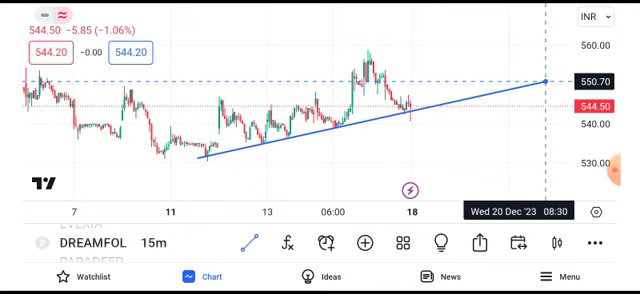 INR
544.50 −5.85 (−1.06%)
544.20 −0.00 544.20
560.00
550.70
544.50
540.00
530.00
7 11 13 06:00 18 Wed 20 Dec '23 08:30
DREAMFOL 15m
Watchlist Chart Ideas News Menu